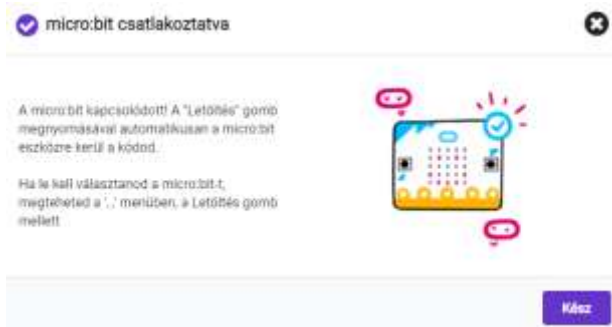 micro:bit csatlakoztatva
A micro:bit kapcsolódott! A "Letöltés" gomb
megnyomásával automatikusan a micro:bit
eszközre kerül a kódod.
Ha le kell választanod a micro:bit-t,
megteheted a '..' menüben, a Letöltés gomb
mellett
Kész